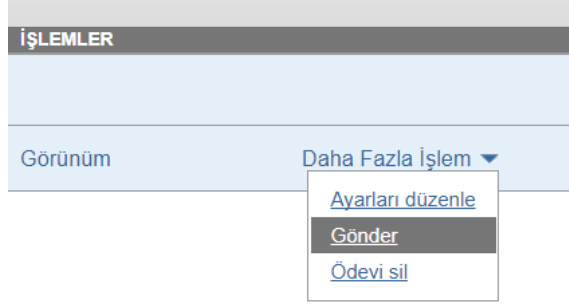 İŞLEMLER
Görünüm Daha Fazla İşlem
Ayarları düzenle
Gönder
Ödevi sil